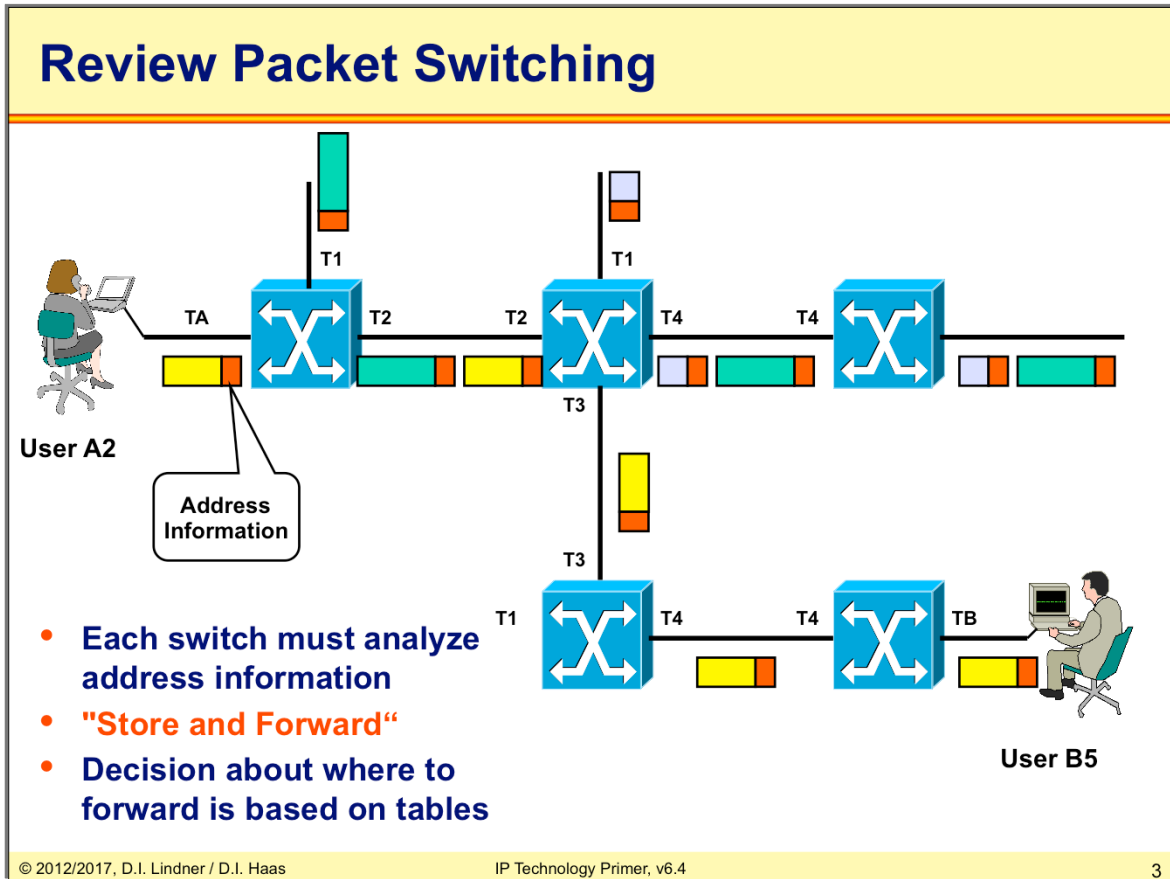 Review Packet Switching
T1
T1
TA
T2
T2
T4
T4
T3
User A2
Address
Information
T3
T1
T4
T4
TB
• Each switch must analyze
address information
• "Store and Forward“
• Decision about where to
forward is based on tables
User B5
© 2012/2017, D.I. Lindner / D.I. Haas
IP Technology Primer, v6.4
3